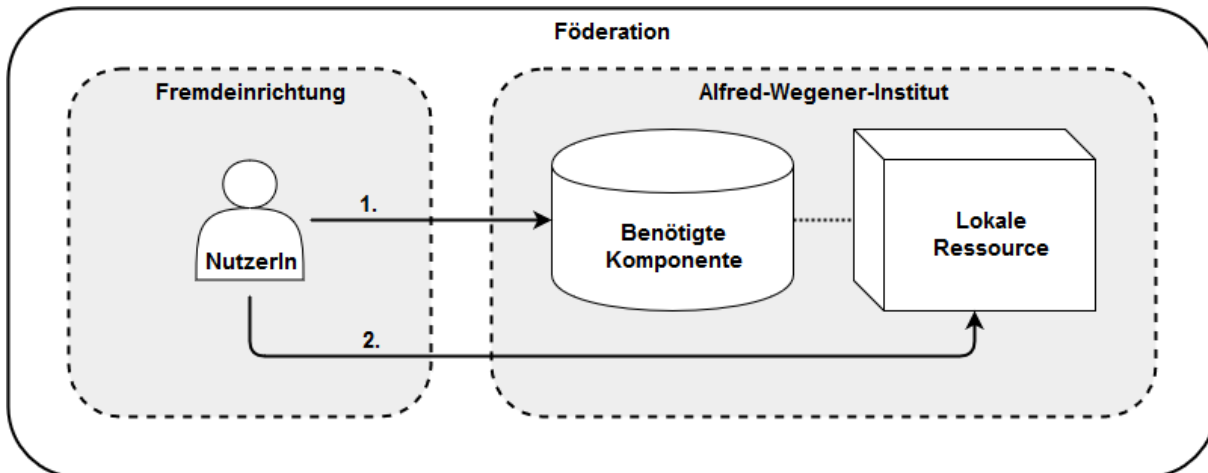 Föderation
Fremdeinrichtung
Alfred-Wegener-Institut
1.
NutzerIn
Benötigte
Komponente
Lokale
Ressource
2.